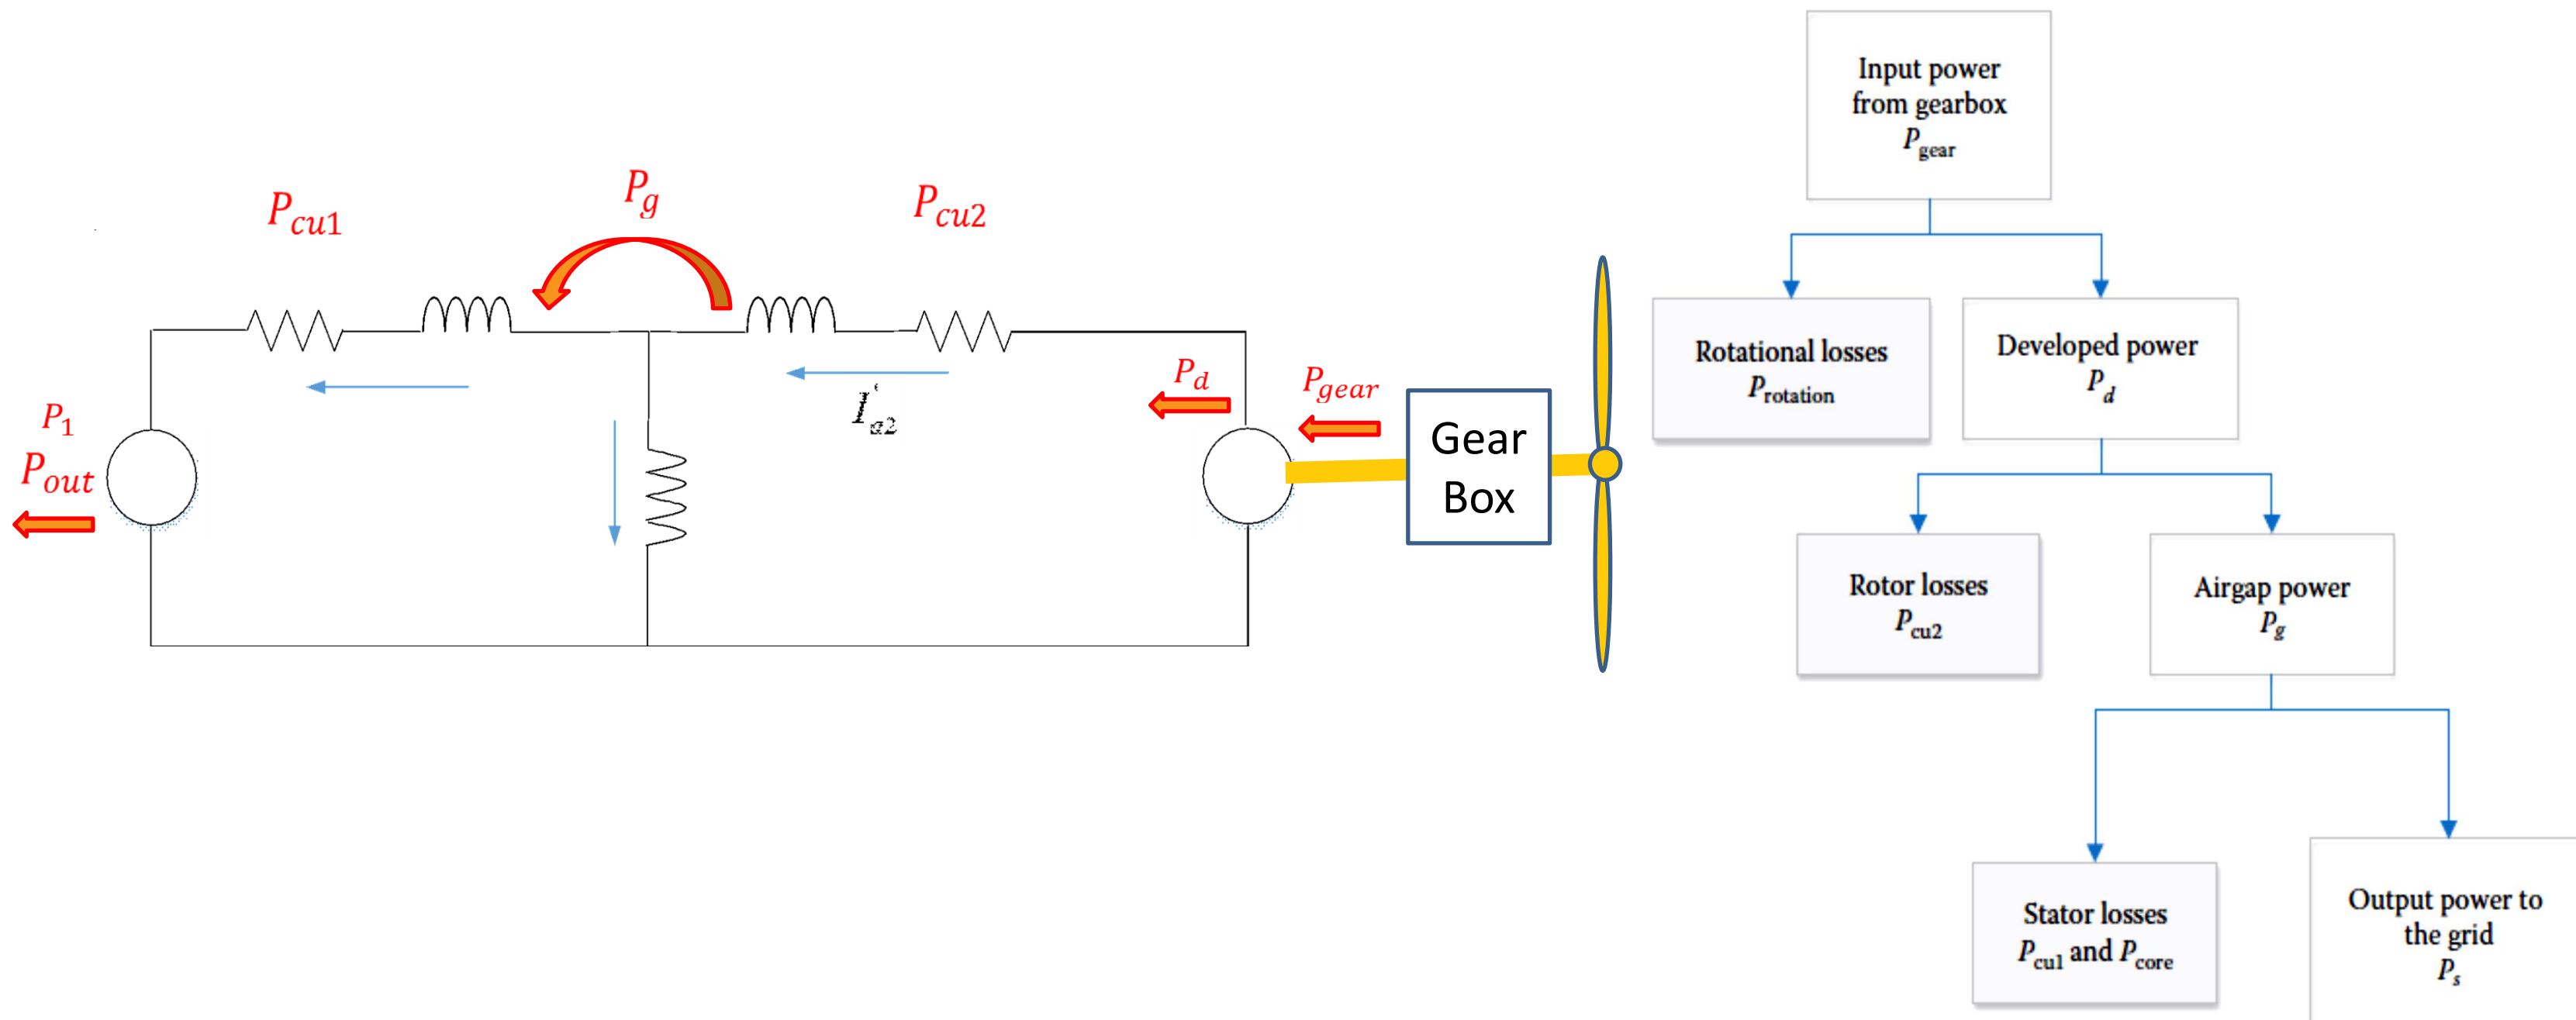 P_cu1
P_g
P_cu2
I'_a2
P_d
P_gear
P_1
P_out
Gear
Box
Input power
from gearbox
P_gear
Rotational losses
P_rotation
Developed power
P_d
Rotor losses
P_cu2
Airgap power
P_g
Stator losses
P_cu1 and P_core
Output power to
the grid
P_s